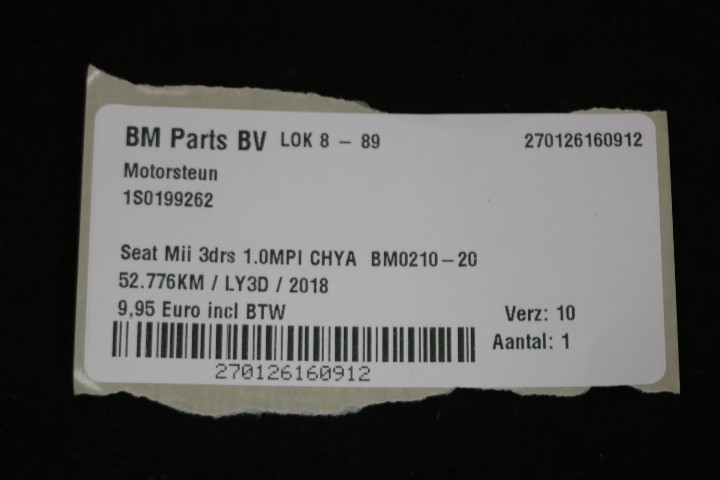 BM Parts BV LOK 8 - 89 270126160912
Motorsteun
1S0199262
Seat Mii 3drs 1.0MPI CHYA BM0210-20
52.776KM / LY3D / 2018
9,95 Euro incl BTW Verz: 10
Aantal: 1
270126160912